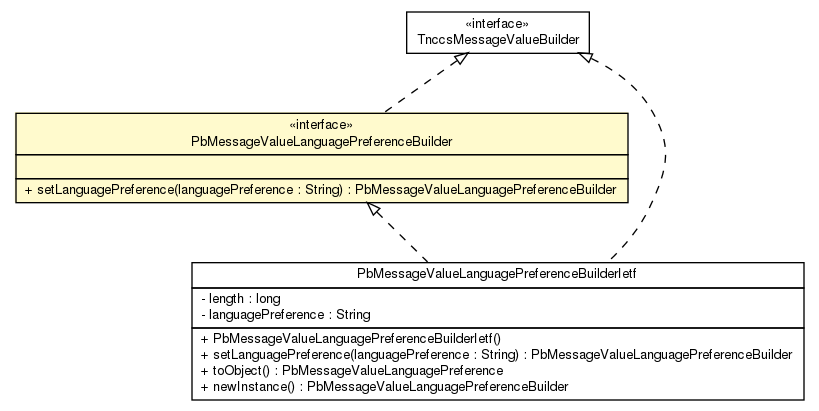 «interface»
TnccsMessageValueBuilder
«interface»
PbMessageValueLanguagePreferenceBuilder
+ setLanguagePreference(languagePreference : String) : PbMessageValueLanguagePreferenceBuilder
PbMessageValueLanguagePreferenceBuilderIetf
- length : long
- languagePreference : String
+ PbMessageValueLanguagePreferenceBuilderIetf()
+ setLanguagePreference(languagePreference : String) : PbMessageValueLanguagePreferenceBuilder
+ toObject() : PbMessageValueLanguagePreference
+ newInstance() : PbMessageValueLanguagePreferenceBuilder